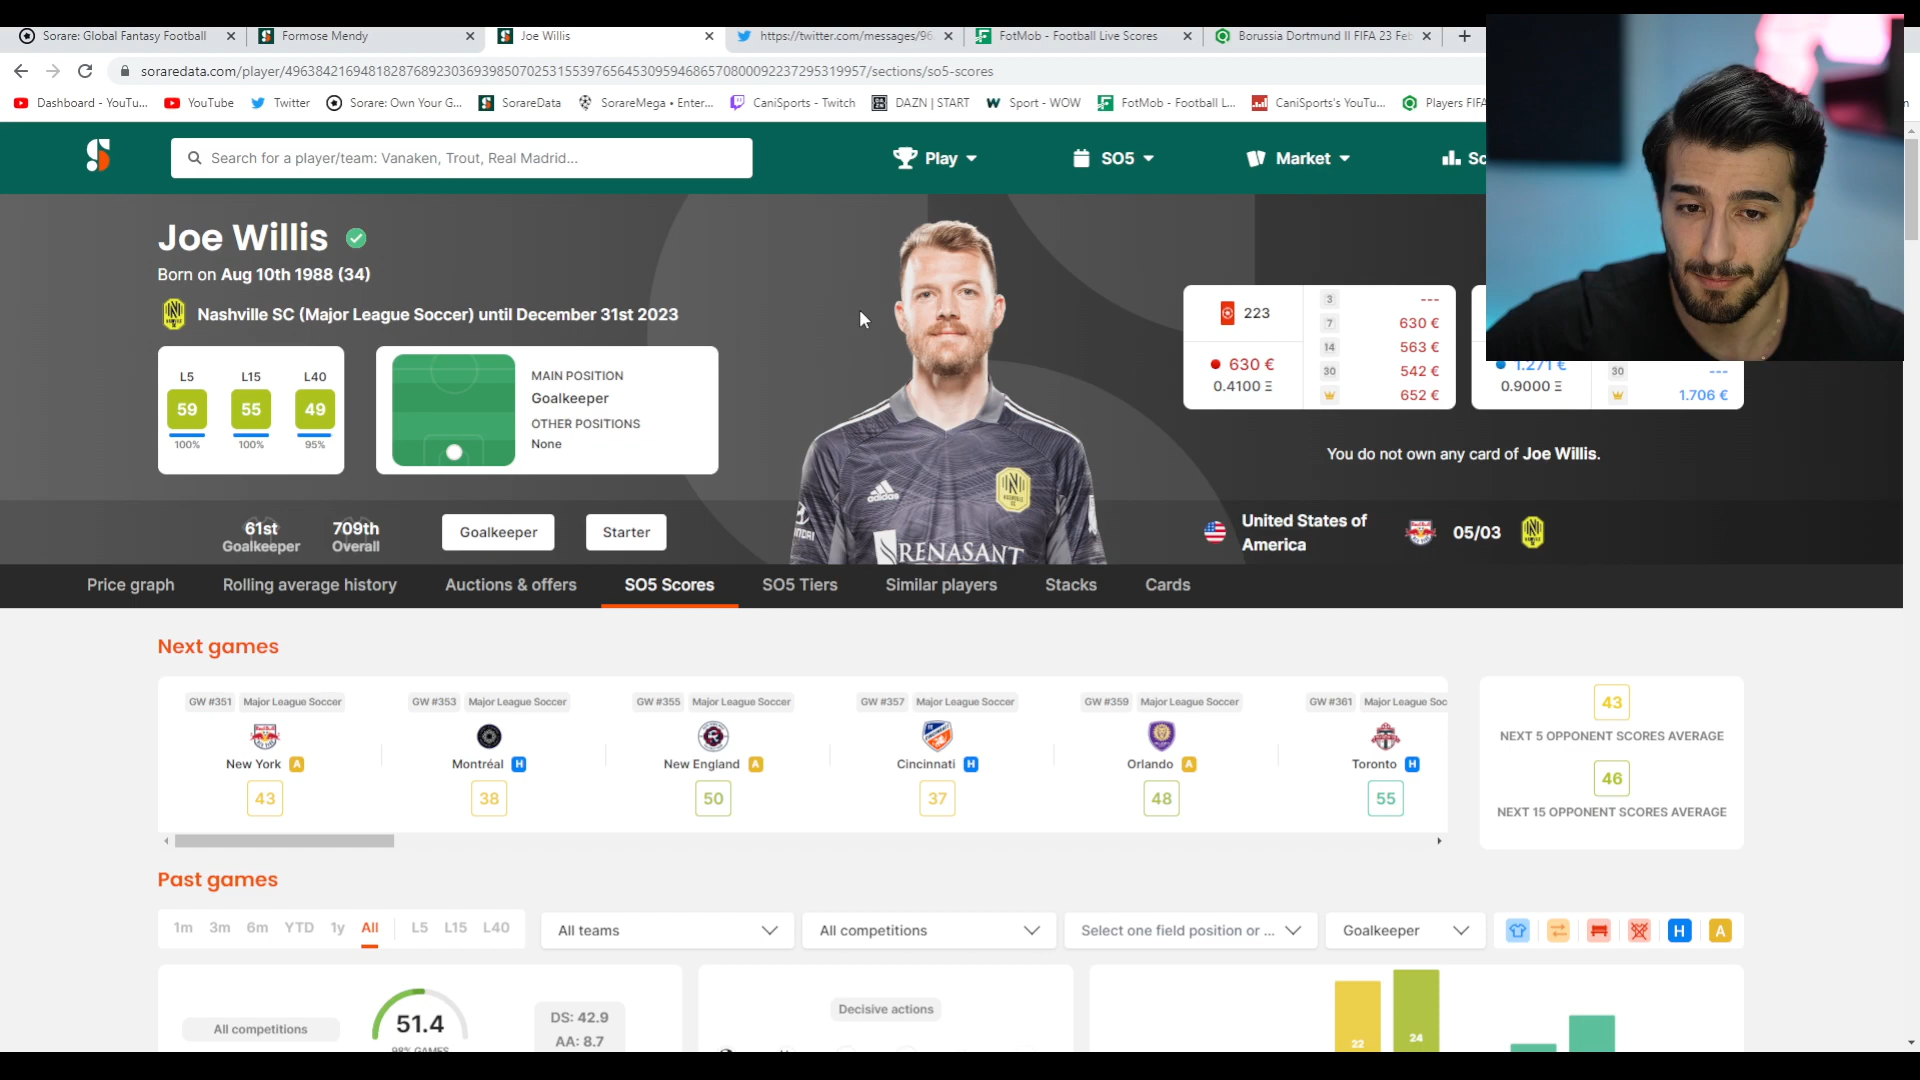 Sorare: Global Fantasy Football
Formose Mendy
Joe Willis
https://twitter.com/messages/96
FotMob - Football Live Scores
Borussia Dortmund II FIFA 23 Feb
soraredata.com/player/49638421694818287689230369398507025315539765645309594686570800092237295319957/sections/so5-scores
Dashboard - YouTu...
YouTube
Twitter
Sorare: Own Your G...
SorareData
SorareMega • Enter...
CaniSports - Twitch
DAZN | START
Sport - WOW
FotMob - Football L...
CaniSports's YouTu...
Players FIFA
Search for a player/team: Vanaken, Trout, Real Madrid...
Play
SO5
Market
Sc
Joe Willis
Born on Aug 10th 1988 (34)
Nashville SC (Major League Soccer) until December 31st 2023
L5 L15 L40
59 55 49
100% 100% 95%
MAIN POSITION
Goalkeeper
OTHER POSITIONS
None
223
630 €
0.4100 Ξ
3 ---
7 630 €
14 563 €
30 542 €
652 €
1.271 €
0.9000 Ξ
30 ---
1.706 €
You do not own any card of Joe Willis.
adidas
RENASANT
61st
Goalkeeper
709th
Overall
Goalkeeper
Starter
United States of
America
05/03
Price graph
Rolling average history
Auctions & offers
SO5 Scores
SO5 Tiers
Similar players
Stacks
Cards
Next games
GW #351 Major League Soccer
New York A
43
GW #353 Major League Soccer
Montréal H
38
GW #355 Major League Soccer
New England A
50
GW #357 Major League Soccer
Cincinnati H
37
GW #359 Major League Soccer
Orlando A
48
GW #361 Major League Soc
Toronto H
55
43
NEXT 5 OPPONENT SCORES AVERAGE
46
NEXT 15 OPPONENT SCORES AVERAGE
Past games
1m 3m 6m YTD 1y All L5 L15 L40
All teams
All competitions
Select one field position or ...
Goalkeeper
H A
All competitions
51.4
98% GAMES
DS: 42.9
AA: 8.7
Decisive actions
22
24